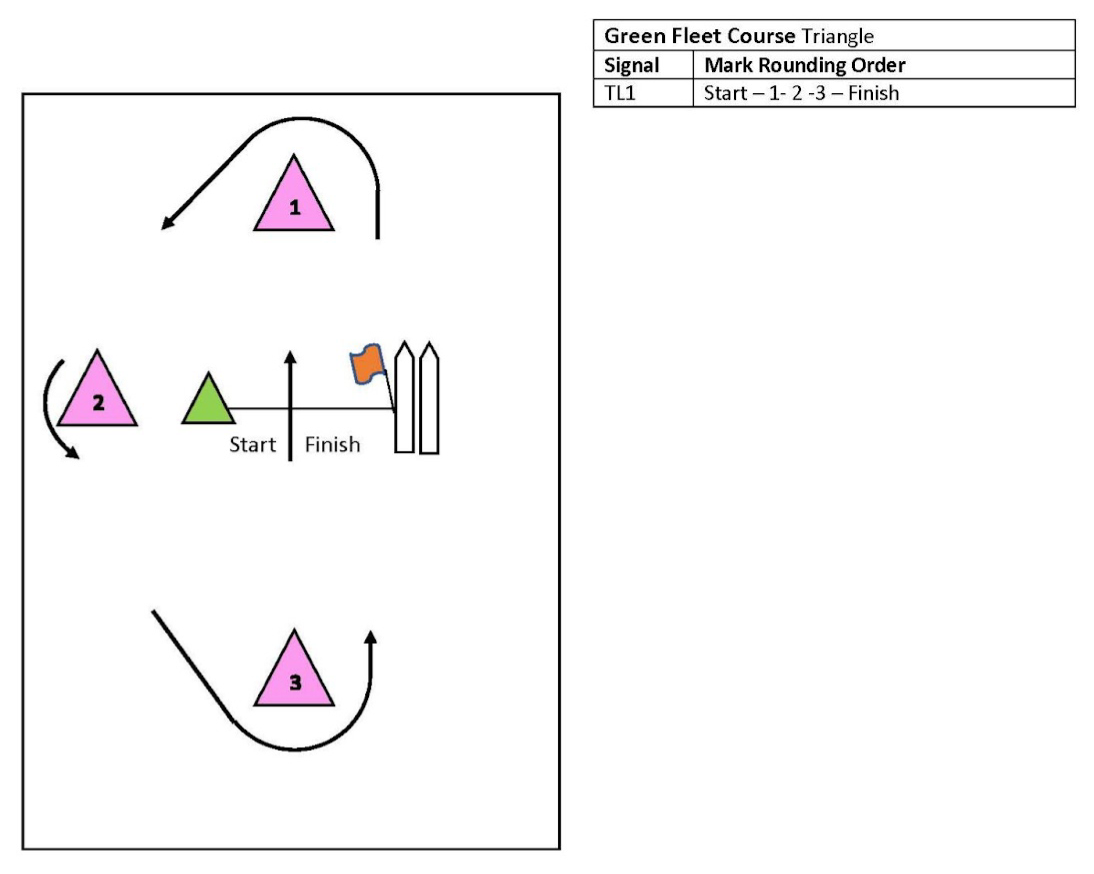 Green Fleet Course Triangle
Signal Mark Rounding Order
TL1 Start – 1- 2 -3 – Finish
1
2
Start Finish
3